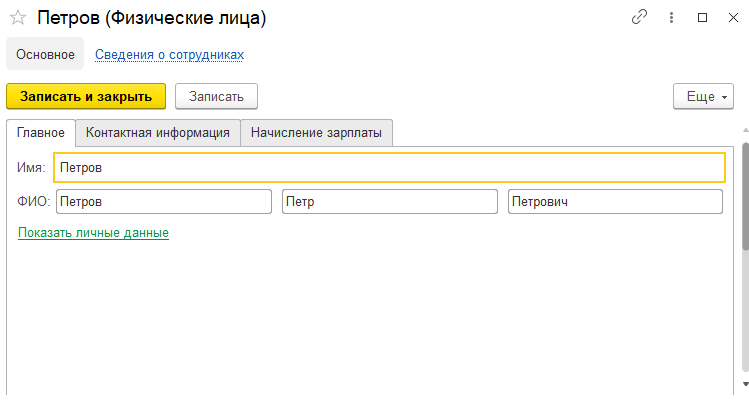 Петров (Физические лица)
Основное Сведения о сотрудниках
Записать и закрыть Записать Еще
Главное Контактная информация Начисление зарплаты
Имя: Петров
ФИО: Петров Петр Петрович
Показать личные данные